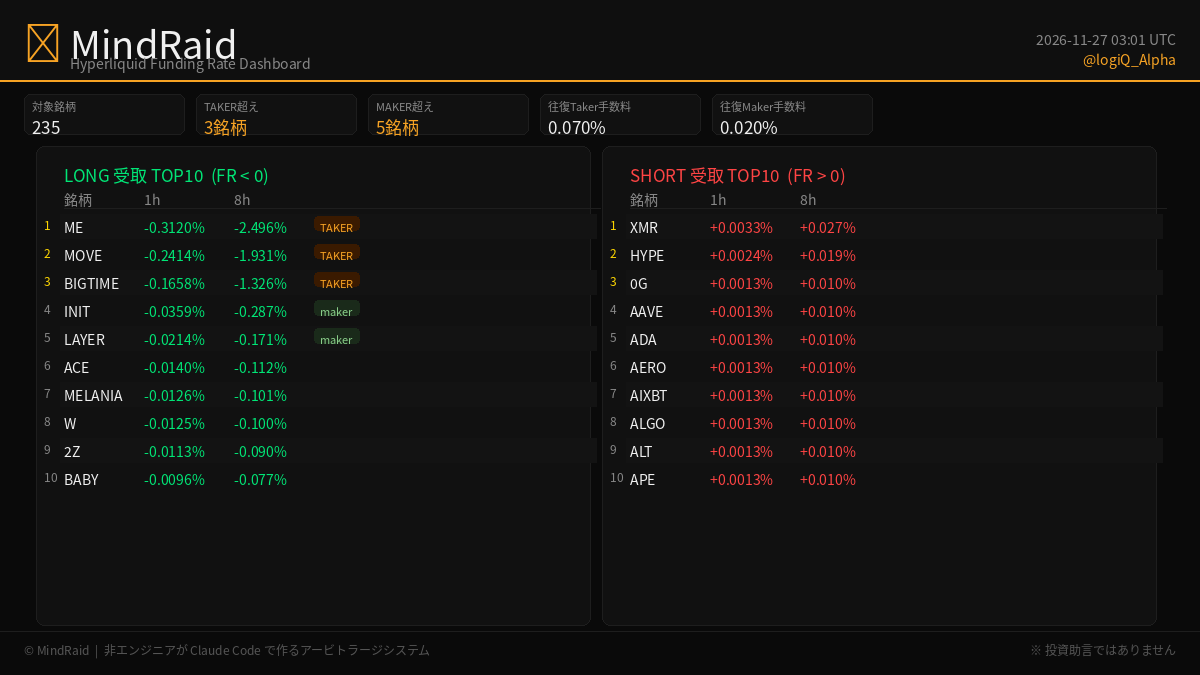 MindRaid
Hyperliquid Funding Rate Dashboard
2026-11-27 03:01 UTC
@logiQ_Alpha
対象銘柄
235
TAKER超え
3銘柄
MAKER超え
5銘柄
往復Taker手数料
0.070%
往復Maker手数料
0.020%
LONG 受取 TOP10 (FR < 0)
銘柄 1h 8h
1 ME -0.3120% -2.496% TAKER
2 MOVE -0.2414% -1.931% TAKER
3 BIGTIME -0.1658% -1.326% TAKER
4 INIT -0.0359% -0.287% maker
5 LAYER -0.0214% -0.171% maker
6 ACE -0.0140% -0.112%
7 MELANIA -0.0126% -0.101%
8 W -0.0125% -0.100%
9 2Z -0.0113% -0.090%
10 BABY -0.0096% -0.077%
SHORT 受取 TOP10 (FR > 0)
銘柄 1h 8h
1 XMR +0.0033% +0.027%
2 HYPE +0.0024% +0.019%
3 0G +0.0013% +0.010%
4 AAVE +0.0013% +0.010%
5 ADA +0.0013% +0.010%
6 AERO +0.0013% +0.010%
7 AIXBT +0.0013% +0.010%
8 ALGO +0.0013% +0.010%
9 ALT +0.0013% +0.010%
10 APE +0.0013% +0.010%
© MindRaid | 非エンジニアが Claude Code で作るアービトラージシステム
※ 投資助言ではありません